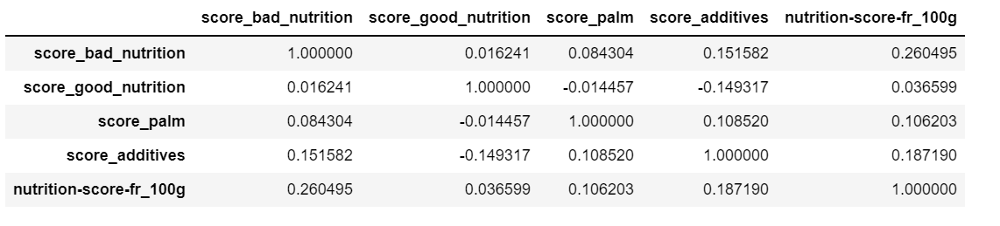 score_bad_nutrition score_good_nutrition score_palm score_additives nutrition-score-fr_100g
score_bad_nutrition 1.000000 0.016241 0.084304 0.151582 0.260495
score_good_nutrition 0.016241 1.000000 -0.014457 -0.149317 0.036599
score_palm 0.084304 -0.014457 1.000000 0.108520 0.106203
score_additives 0.151582 -0.149317 0.108520 1.000000 0.187190
nutrition-score-fr_100g 0.260495 0.036599 0.106203 0.187190 1.000000